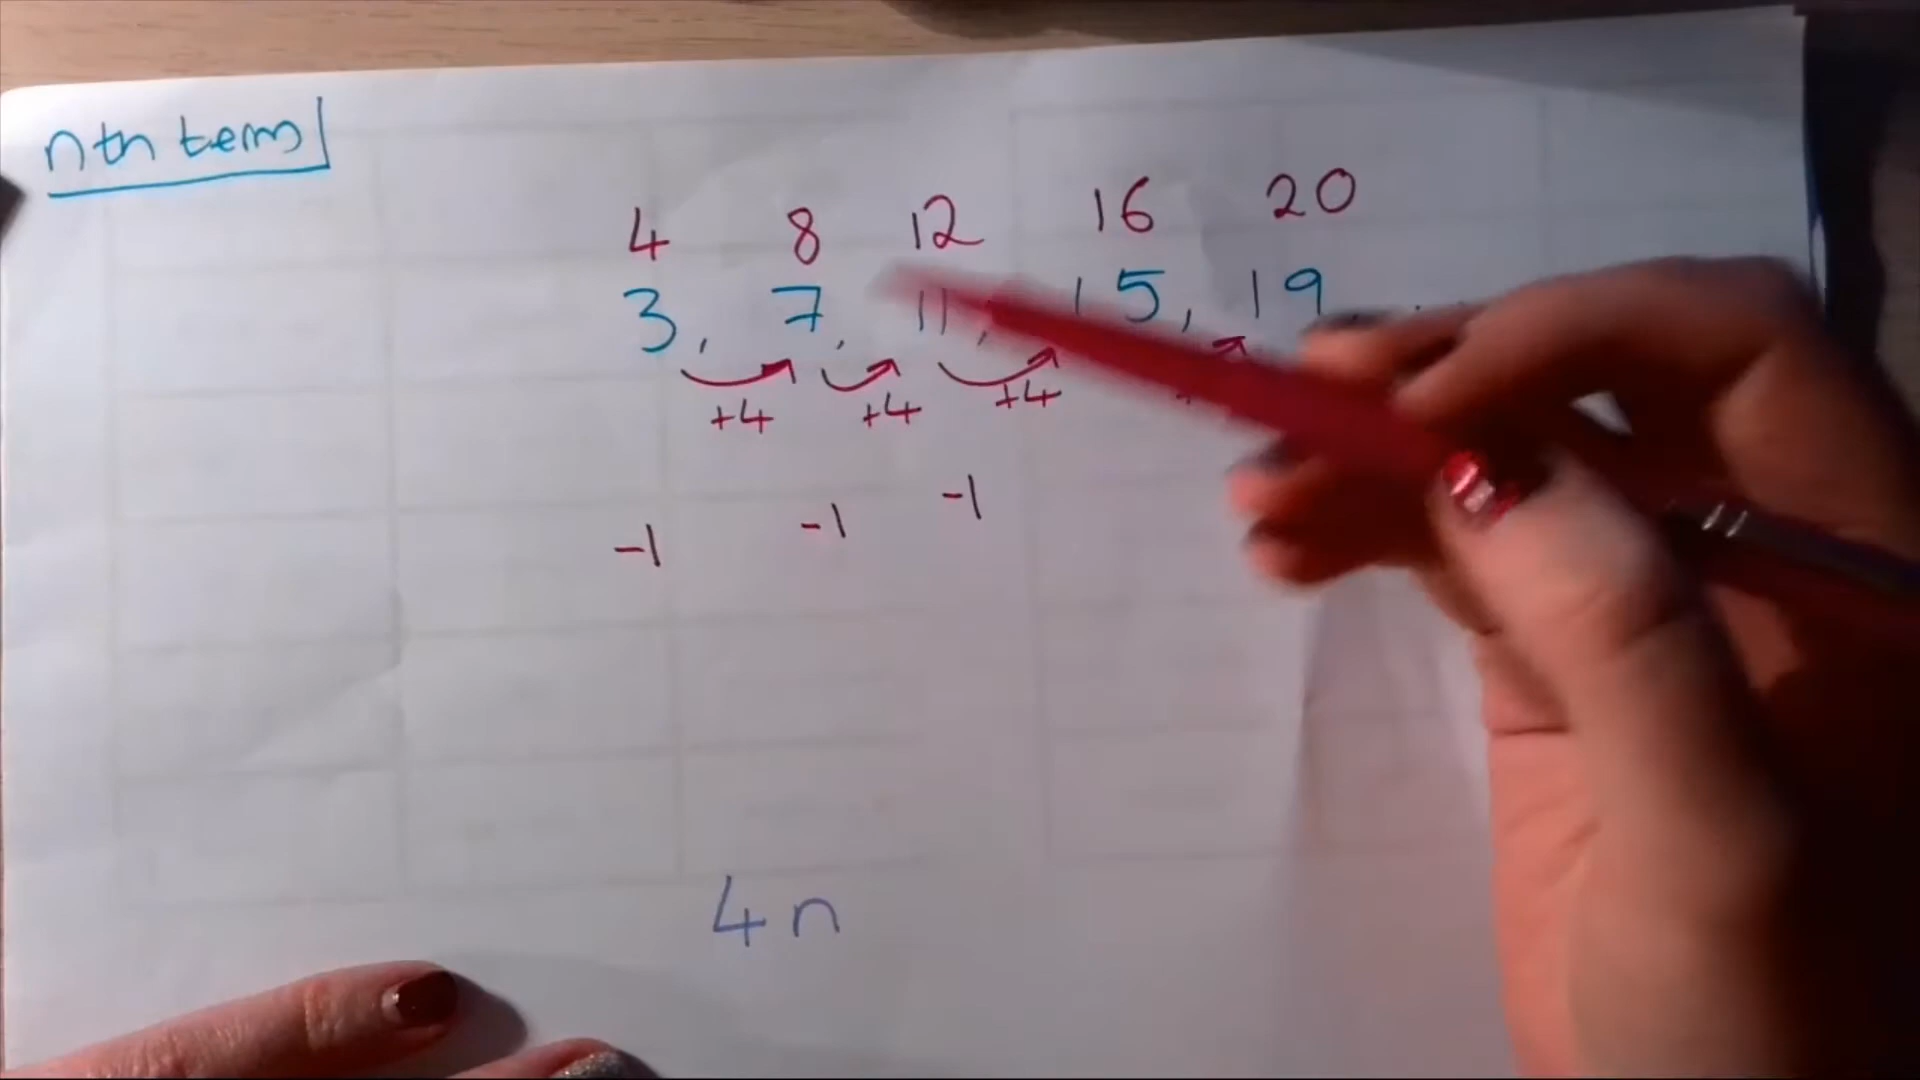 nth term
4 8 12 16 20
3, 7, 11, 15, 19
+4 +4 +4
-1 -1 -1
4n